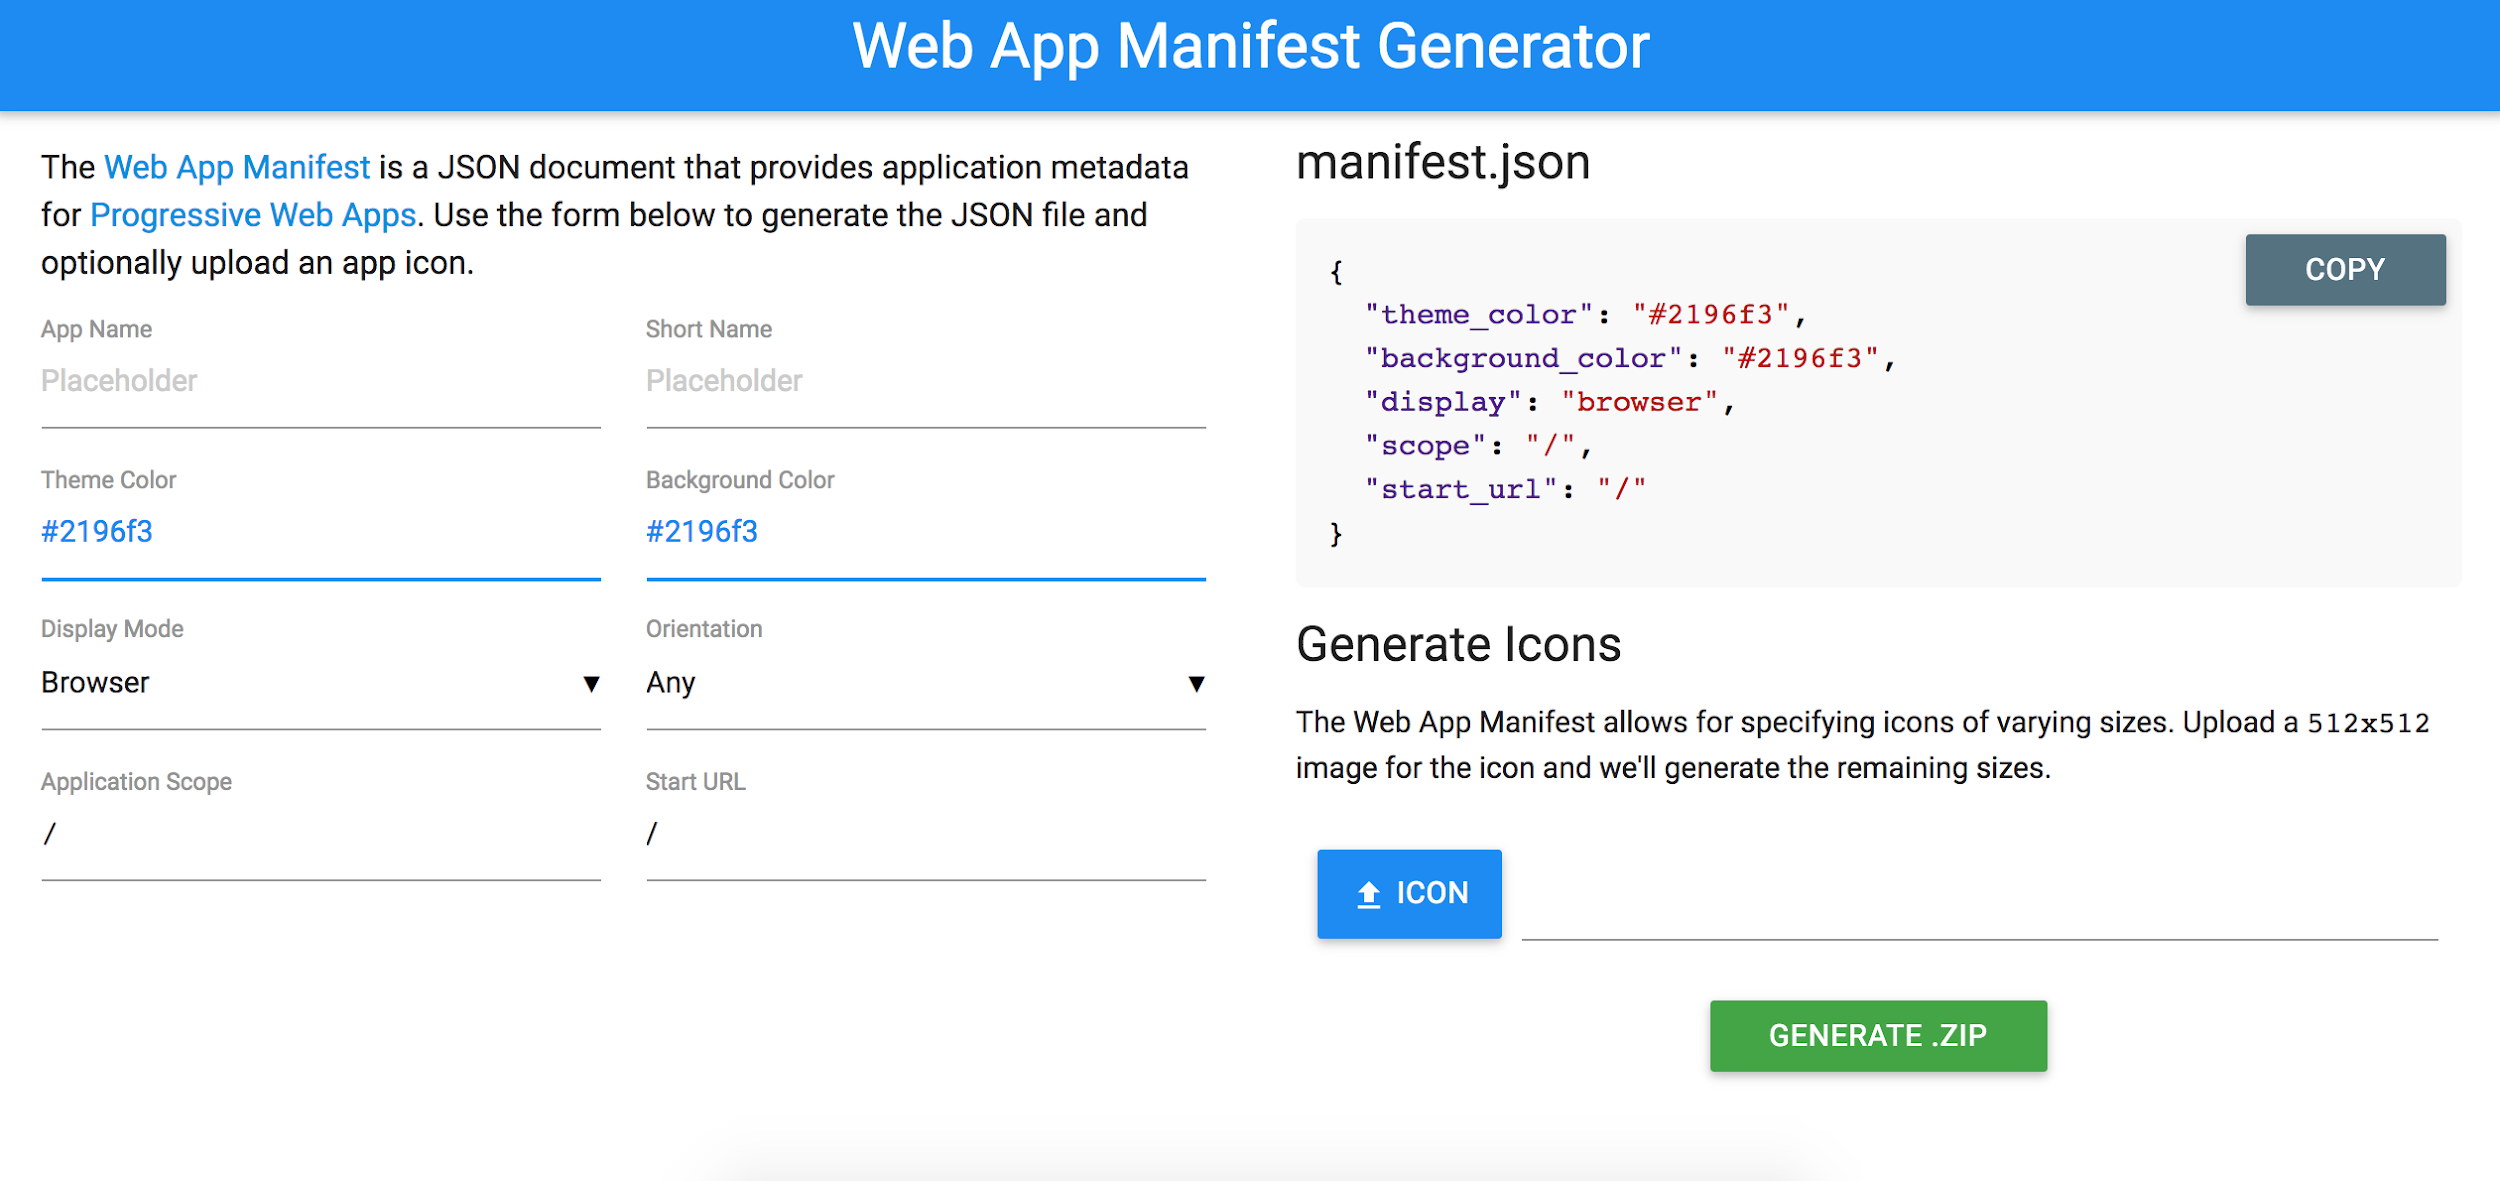 Web App Manifest Generator
The Web App Manifest is a JSON document that provides application metadata
for Progressive Web Apps. Use the form below to generate the JSON file and
optionally upload an app icon.
App Name
Placeholder
Short Name
Placeholder
Theme Color
#2196f3
Background Color
#2196f3
Display Mode
Browser
Orientation
Any
Application Scope
/
Start URL
/
manifest.json
COPY
{
"theme_color": "#2196f3",
"background_color": "#2196f3",
"display": "browser",
"scope": "/",
"start_url": "/"
}
Generate Icons
The Web App Manifest allows for specifying icons of varying sizes. Upload a 512x512
image for the icon and we'll generate the remaining sizes.
ICON
GENERATE .ZIP